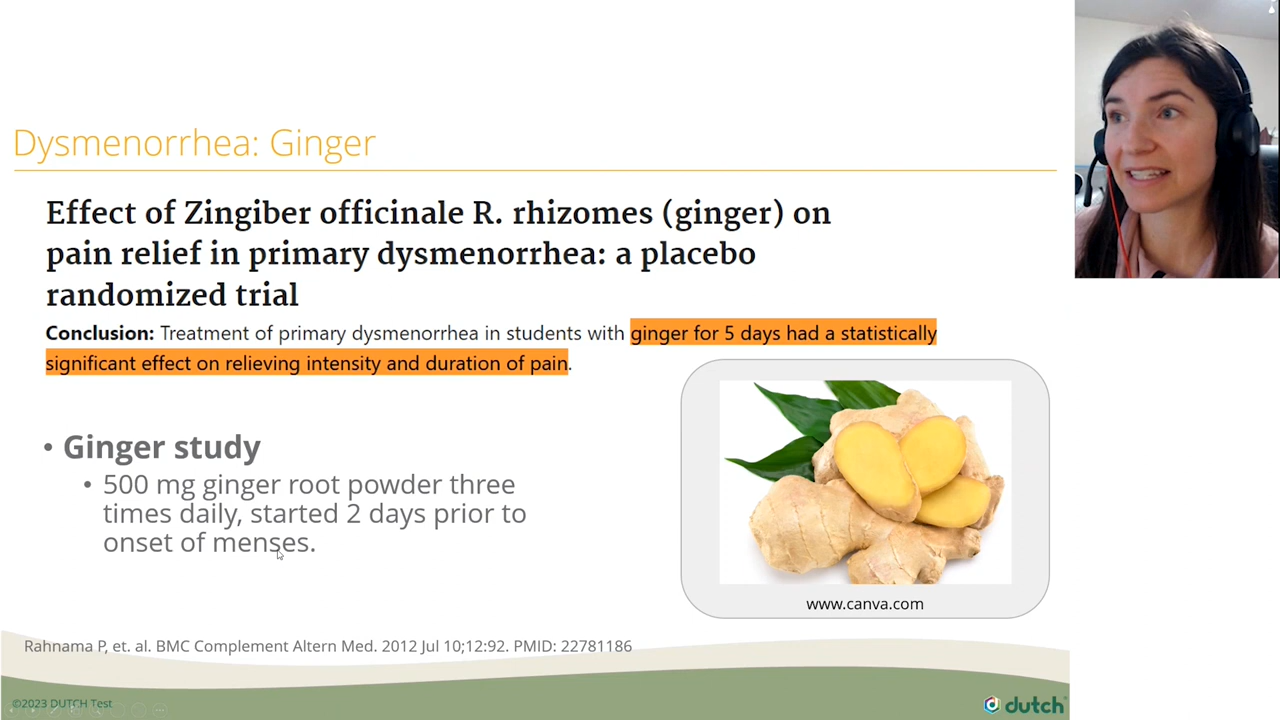 Dysmenorrhea: Ginger
Effect of Zingiber officinale R. rhizomes (ginger) on
pain relief in primary dysmenorrhea: a placebo
randomized trial
Conclusion: Treatment of primary dysmenorrhea in students with ginger for 5 days had a statistically
significant effect on relieving intensity and duration of pain.
• Ginger study
• 500 mg ginger root powder three
times daily, started 2 days prior to
onset of menses.
www.canva.com
Rahnama P, et. al. BMC Complement Altern Med. 2012 Jul 10;12:92. PMID: 22781186
©2023 DUTCH Test
dutch